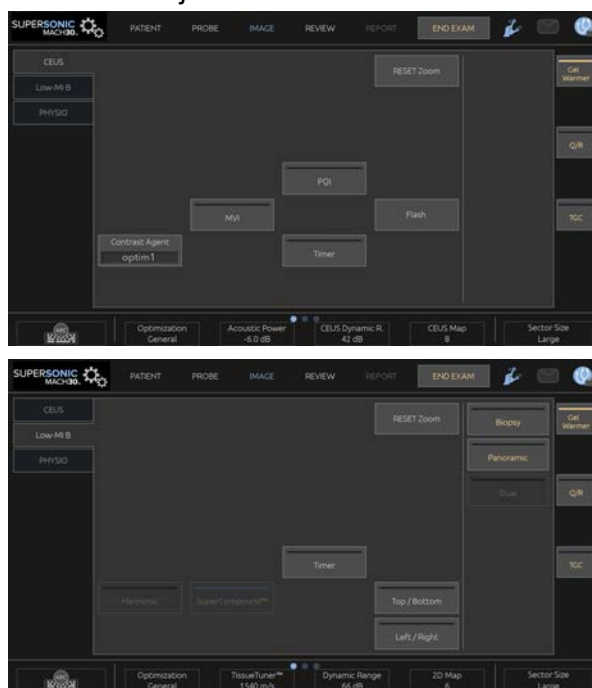 SUPERSONIC
MACH30.
PATIENT
PROBE
IMAGE
REVIEW
REPORT
END EXAM
CEUS
Low-MI B
PHYSIO
RESET Zoom
Gel
Warmer
Q/R
PQI
MVI
Flash
TGC
Contrast Agent
optim1
Timer
Optimization
General
Acoustic Power
-6.0 dB
CEUS Dynamic R.
42 dB
CEUS Map
8
Sector Size
Large
SUPERSONIC
MACH30.
PATIENT
PROBE
IMAGE
REVIEW
REPORT
END EXAM
CEUS
Low-MI B
PHYSIO
RESET Zoom
Biopsy
Gel
Warmer
Panoramic
Dual
Q/R
Timer
TGC
Harmonic
SuperCompound™
Top / Bottom
Left / Right
Optimization
General
TissueTuner™
1540 m/s
Dynamic Range
66 dB
2D Map
6
Sector Size
Large